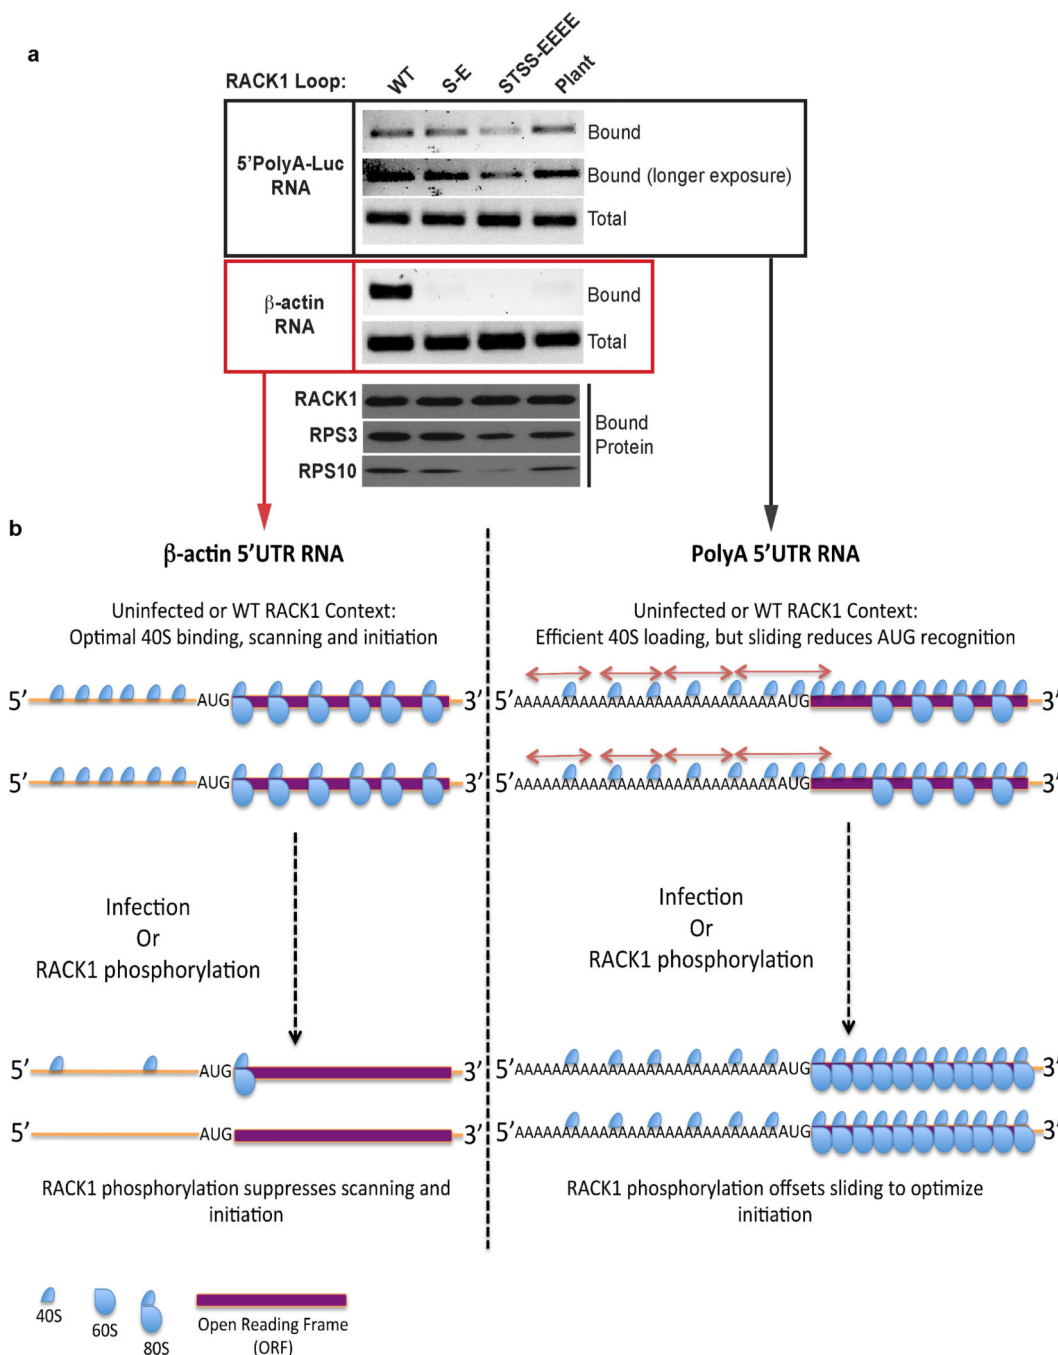 a
RACK1 Loop:
WT
S-E
STSS-EEEE
Plant
5'PolyA-Luc
RNA
Bound
Bound (longer exposure)
Total
β-actin
RNA
Bound
Total
RACK1
RPS3
RPS10
Bound
Protein
b
β-actin 5'UTR RNA
Uninfected or WT RACK1 Context:
Optimal 40S binding, scanning and initiation
5' AUG 3'
5' AUG 3'
Infection
Or
RACK1 phosphorylation
5' AUG 3'
5' AUG 3'
RACK1 phosphorylation suppresses scanning and
initiation
PolyA 5'UTR RNA
Uninfected or WT RACK1 Context:
Efficient 40S loading, but sliding reduces AUG recognition
5' AAAAAAAAAAAAAAAAAAAAAAAAAAAAAAAAAAUG 3'
5' AAAAAAAAAAAAAAAAAAAAAAAAAAAAAAAAAAUG 3'
Infection
Or
RACK1 phosphorylation
5' AAAAAAAAAAAAAAAAAAAAAAAAAAAAAAAAAAUG 3'
5' AAAAAAAAAAAAAAAAAAAAAAAAAAAAAAAAAAUG 3'
RACK1 phosphorylation offsets sliding to optimize
initiation
40S
60S
80S
Open Reading Frame
(ORF)